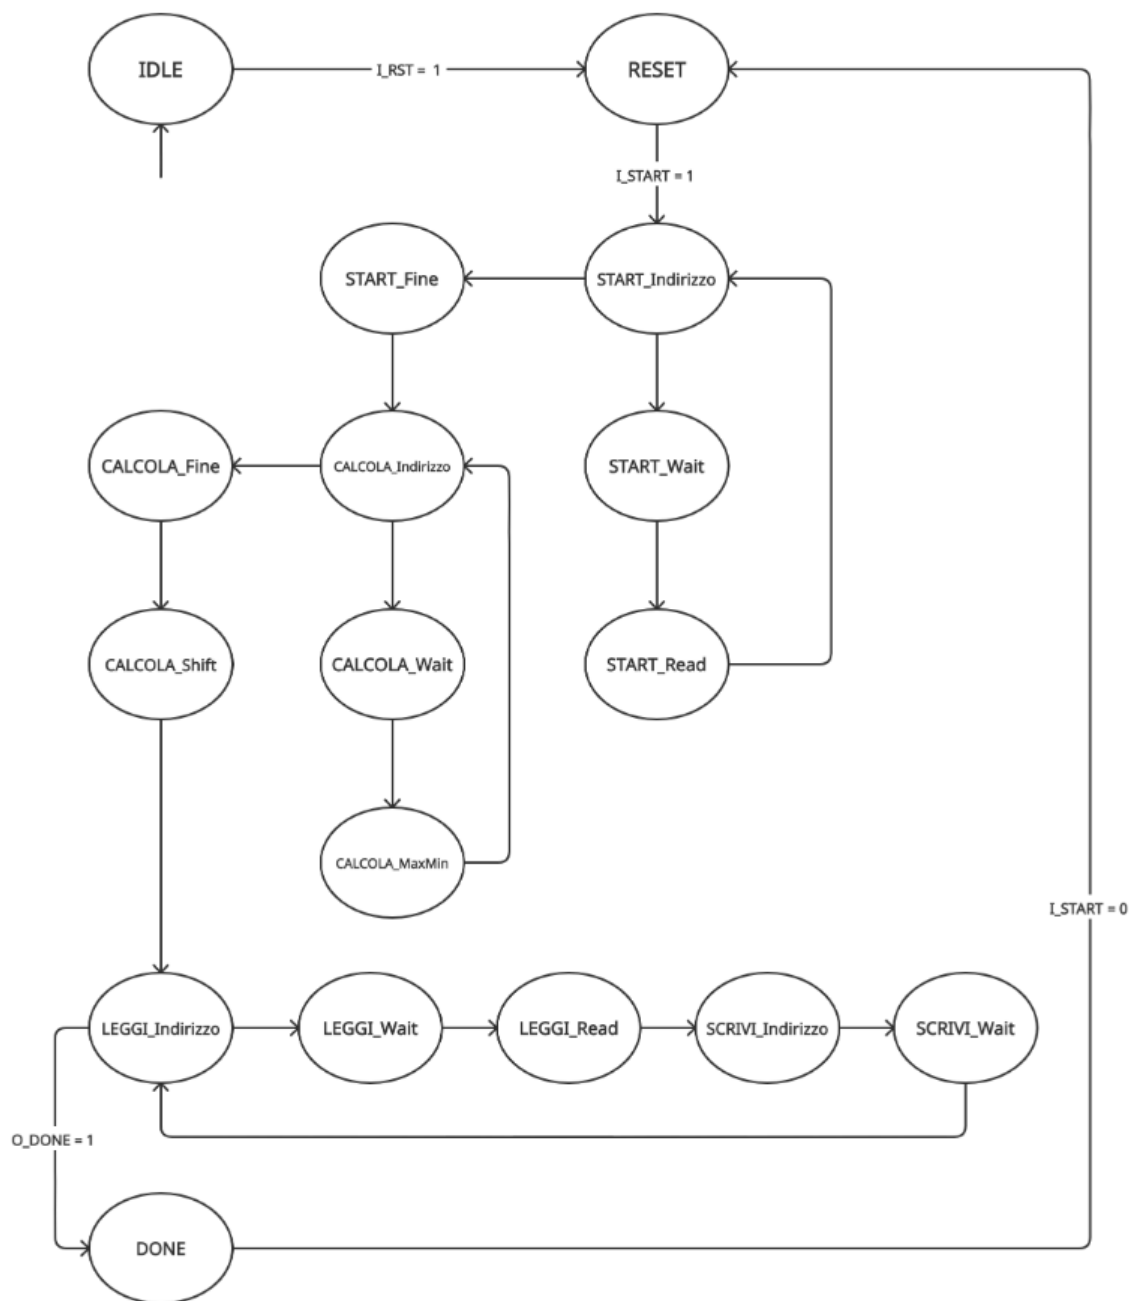 IDLE
I_RST = 1
RESET
I_START = 1
START_Fine
START_Indirizzo
CALCOLA_Fine
CALCOLA_Indirizzo
START_Wait
CALCOLA_Shift
CALCOLA_Wait
START_Read
CALCOLA_MaxMin
I_START = 0
LEGGI_Indirizzo
LEGGI_Wait
LEGGI_Read
SCRIVI_Indirizzo
SCRIVI_Wait
O_DONE = 1
DONE